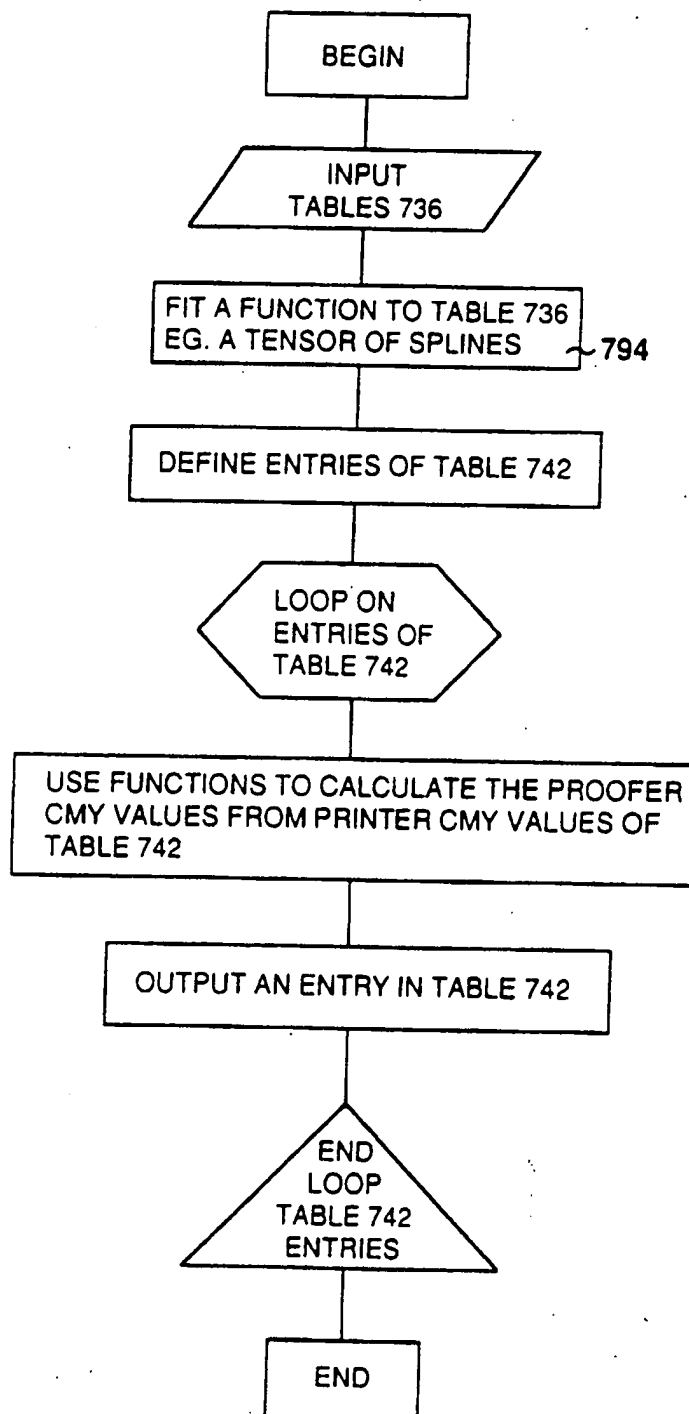 BEGIN
INPUT
TABLES 736
FIT A FUNCTION TO TABLE 736
EG. A TENSOR OF SPLINES
~ 794
DEFINE ENTRIES OF TABLE 742
LOOP ON
ENTRIES OF
TABLE 742
USE FUNCTIONS TO CALCULATE THE PROOFER
CMY VALUES FROM PRINTER CMY VALUES OF
TABLE 742
OUTPUT AN ENTRY IN TABLE 742
END
LOOP
TABLE 742
ENTRIES
END